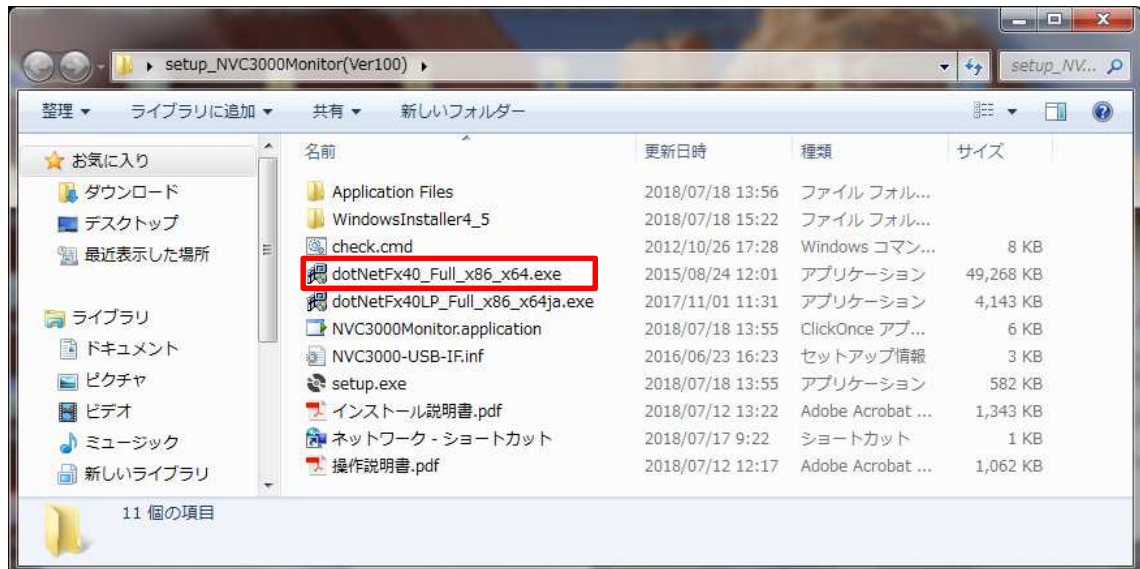 setup_NVC3000Monitor(Ver100)
setup_NV...
整理 ライブラリに追加 共有 新しいフォルダー
お気に入り
ダウンロード
デスクトップ
最近表示した場所
ライブラリ
ドキュメント
ピクチャ
ビデオ
ミュージック
新しいライブラリ
名前 更新日時 種類 サイズ
Application Files 2018/07/18 13:56 ファイル フォル...
WindowsInstaller4_5 2018/07/18 15:22 ファイル フォル...
check.cmd 2012/10/26 17:28 Windows コマン... 8 KB
dotNetFx40_Full_x86_x64.exe 2015/08/24 12:01 アプリケーション 49,268 KB
dotNetFx40LP_Full_x86_x64ja.exe 2017/11/01 11:31 アプリケーション 4,143 KB
NVC3000Monitor.application 2018/07/18 13:55 ClickOnce アプ... 6 KB
NVC3000-USB-IF.inf 2016/06/23 16:23 セットアップ情報 3 KB
setup.exe 2018/07/18 13:55 アプリケーション 582 KB
インストール説明書.pdf 2018/07/12 13:22 Adobe Acrobat ... 1,343 KB
ネットワーク - ショートカット 2018/07/17 9:22 ショートカット 1 KB
操作説明書.pdf 2018/07/12 12:17 Adobe Acrobat ... 1,062 KB
11 個の項目